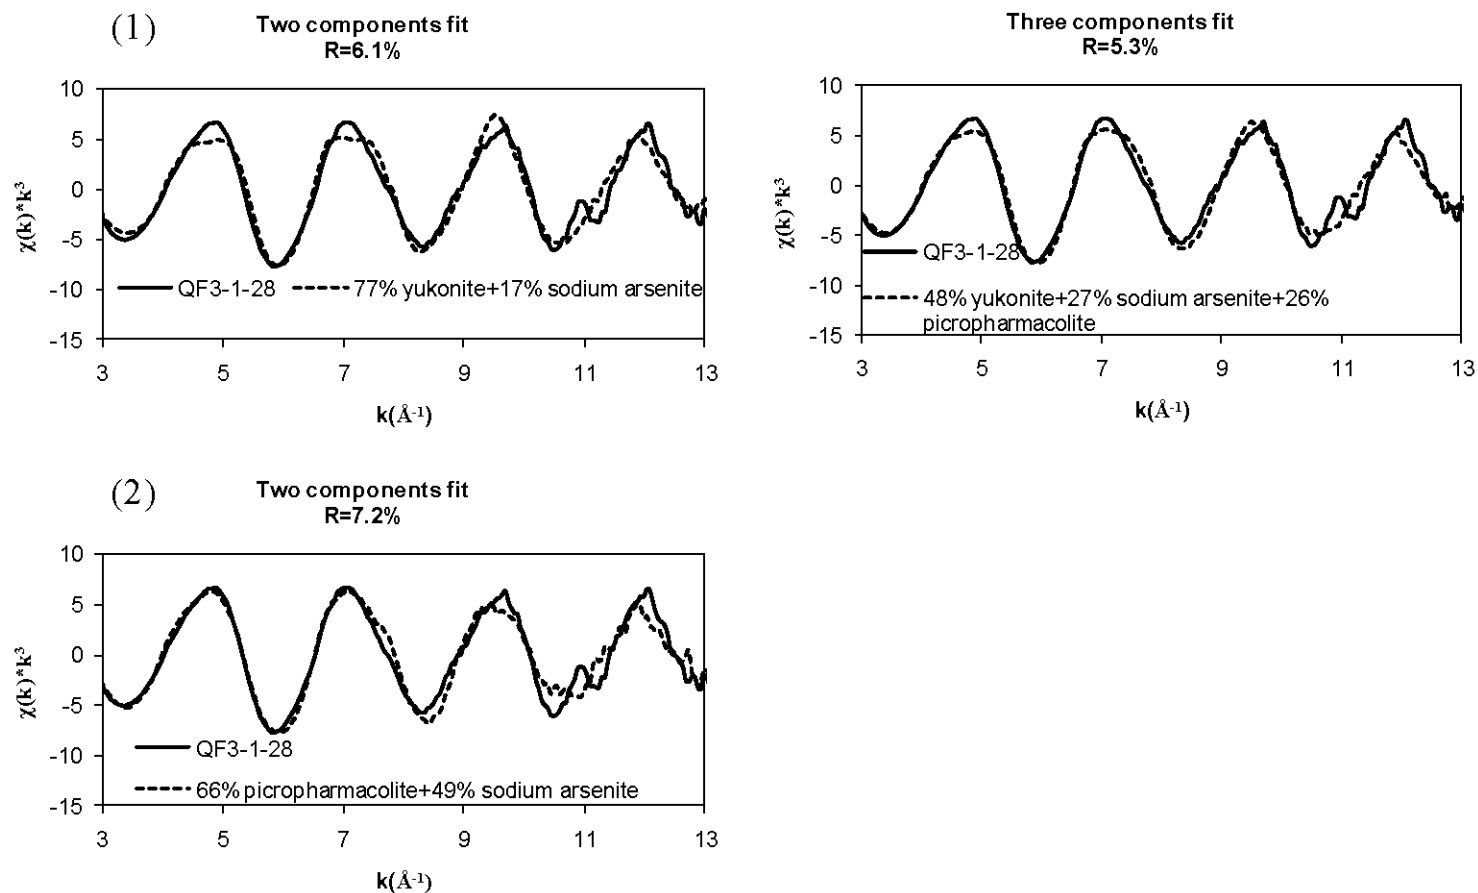 (1)
Two components fit
R=6.1%
10
5
0
-5
-10
-15
χ(k)*k³
QF3-1-28
77% yukonite+17% sodium arsenite
3 5 7 9 11 13
k(Å⁻¹)
Three components fit
R=5.3%
10
5
0
-5
-10
-15
χ(k)*k³
QF3-1-28
48% yukonite+27% sodium arsenite+26%
picropharmacolite
3 5 7 9 11 13
k(Å⁻¹)
(2)
Two components fit
R=7.2%
10
5
0
-5
-10
-15
χ(k)*k³
QF3-1-28
66% picropharmacolite+49% sodium arsenite
3 5 7 9 11 13
k(Å⁻¹)